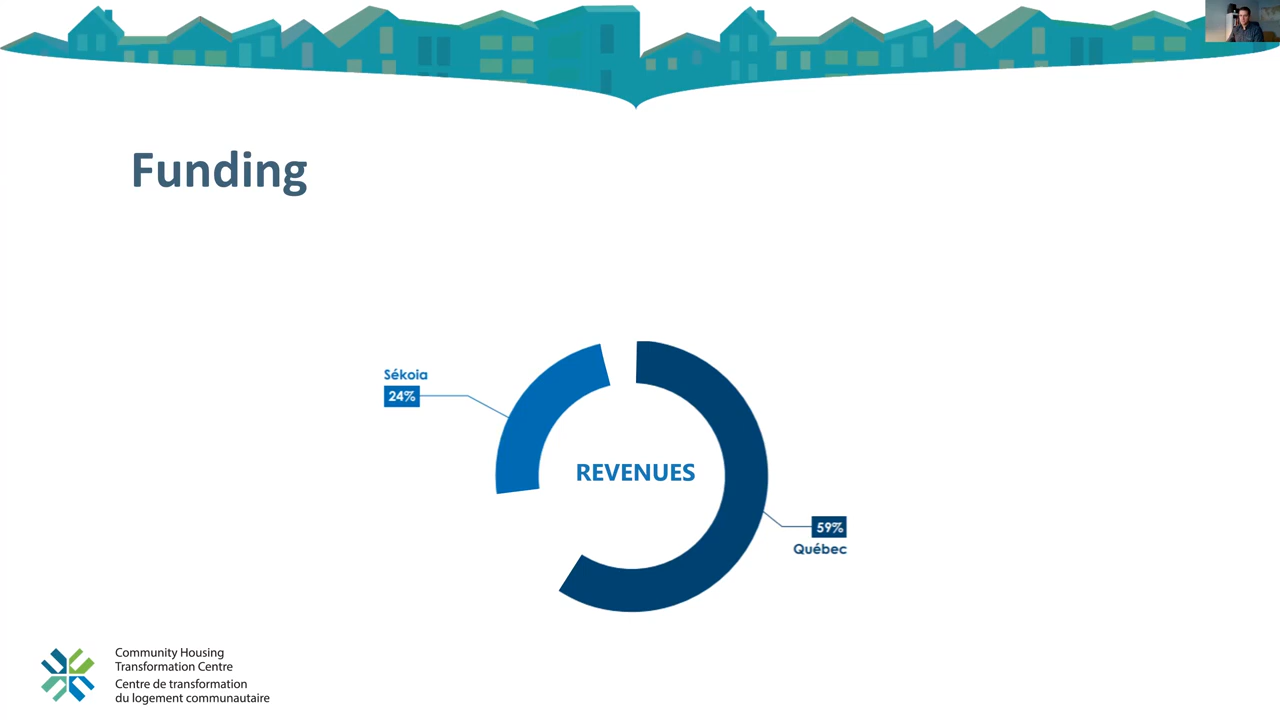 Funding
Sékoia
24%
REVENUES
59%
Québec
Community Housing
Transformation Centre
Centre de transformation
du logement communautaire